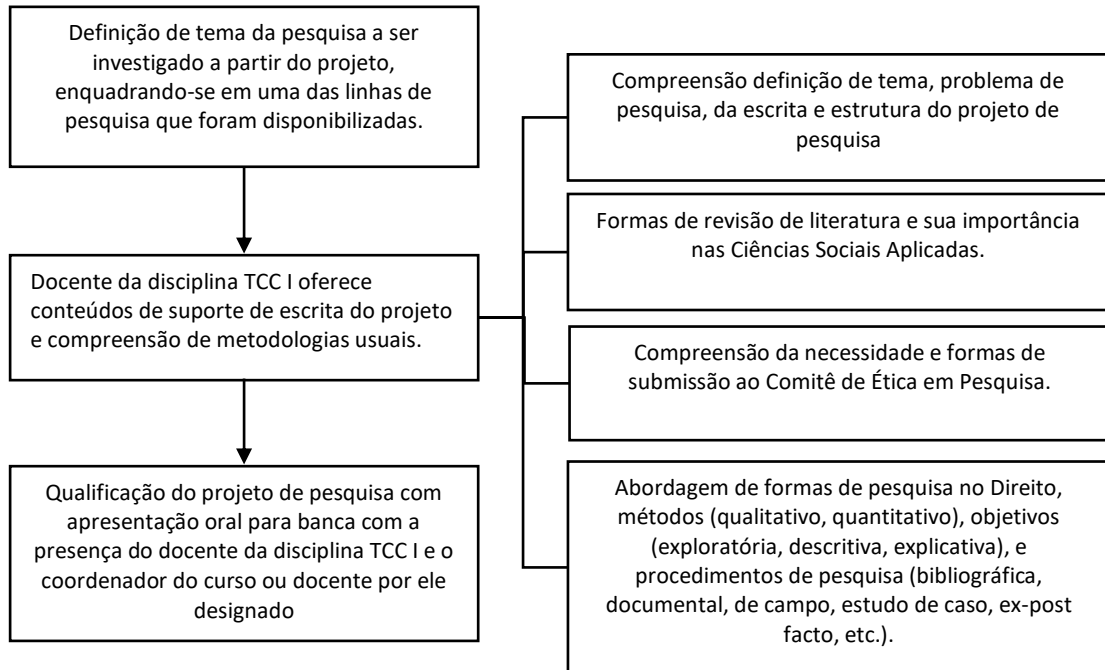 Definição de tema da pesquisa a ser
investigado a partir do projeto,
enquadrando-se em uma das linhas de
pesquisa que foram disponibilizadas.
Docente da disciplina TCC I oferece
conteúdos de suporte de escrita do projeto
e compreensão de metodologias usuais.
Qualificação do projeto de pesquisa com
apresentação oral para banca com a
presença do docente da disciplina TCC I e o
coordenador do curso ou docente por ele
designado
Compreensão definição de tema, problema de
pesquisa, da escrita e estrutura do projeto de
pesquisa
Formas de revisão de literatura e sua importância
nas Ciências Sociais Aplicadas.
Compreensão da necessidade e formas de
submissão ao Comitê de Ética em Pesquisa.
Abordagem de formas de pesquisa no Direito,
métodos (qualitativo, quantitativo), objetivos
(exploratória, descritiva, explicativa), e
procedimentos de pesquisa (bibliográfica,
documental, de campo, estudo de caso, ex-post
facto, etc.).